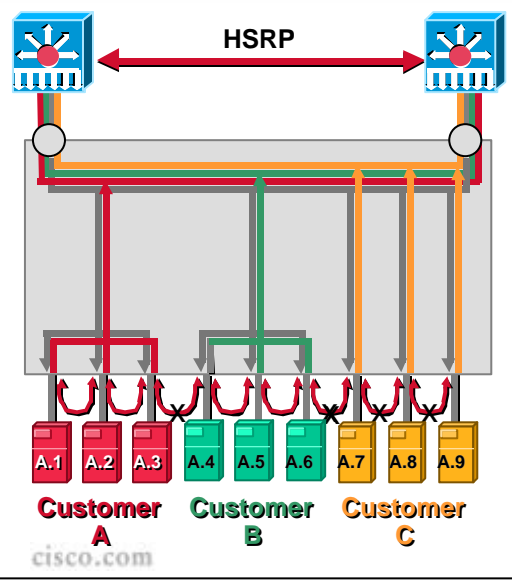 HSRP
X X X X
A.1 A.2 A.3 A.4 A.5 A.6 A.7 A.8 A.9
Customer A
Customer B
Customer C
cisco.com